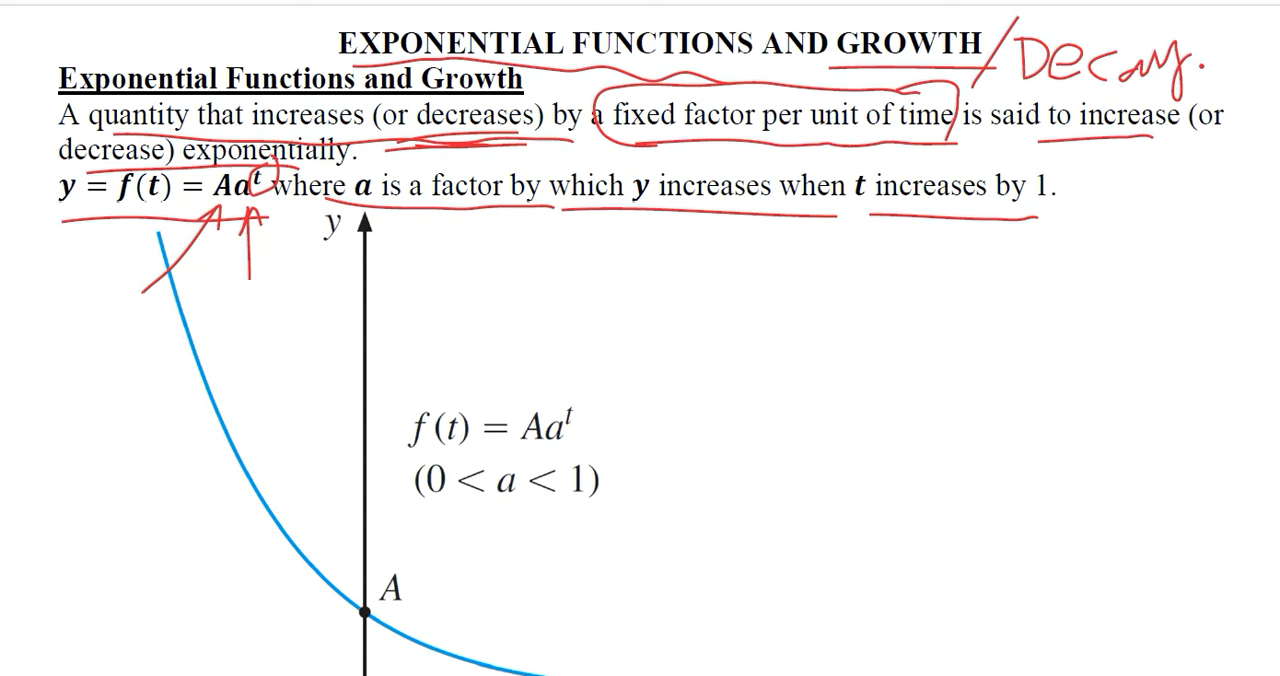 EXPONENTIAL FUNCTIONS AND GROWTH / Decay.
Exponential Functions and Growth
A quantity that increases (or decreases) by a fixed factor per unit of time is said to increase (or
decrease) exponentially.
y = f(t) = Aaᵗ where a is a factor by which y increases when t increases by 1.
y
f(t) = Aaᵗ
(0 < a < 1)
A